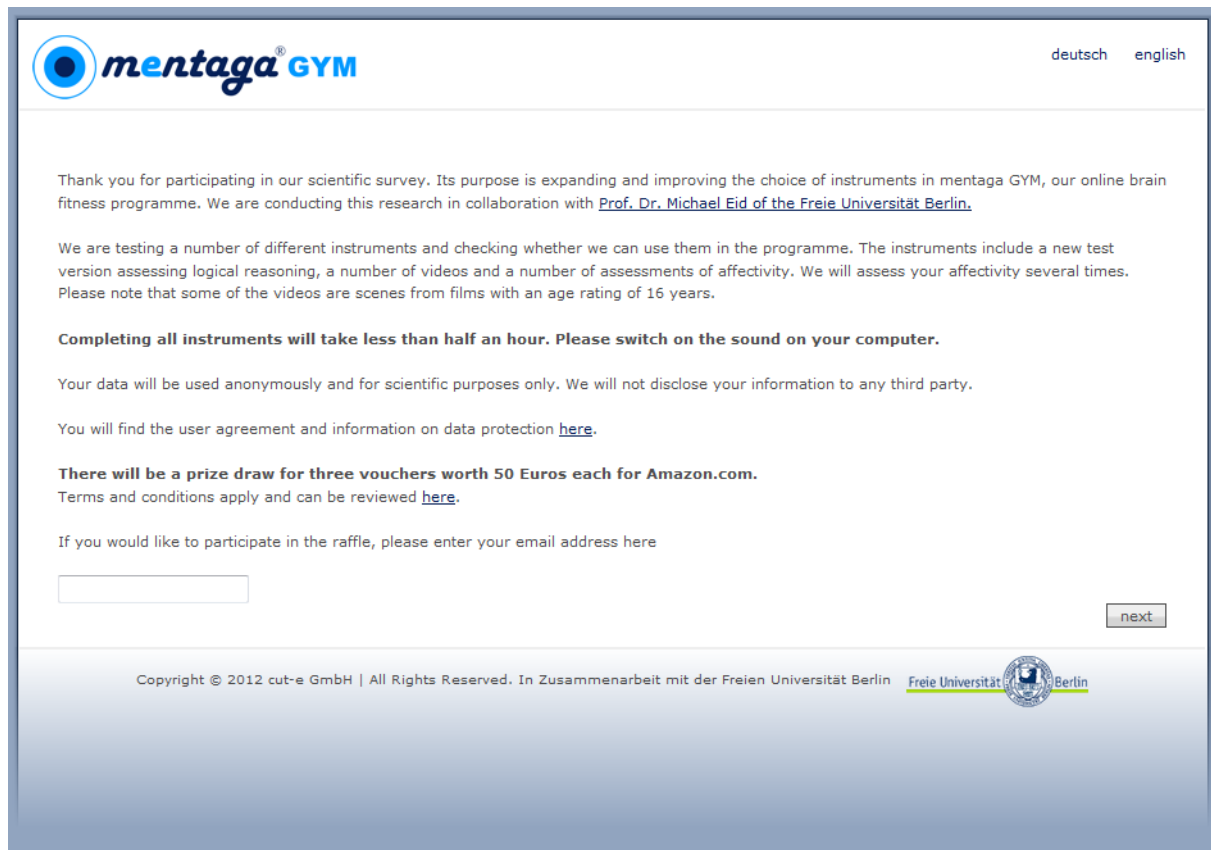 mentaga® GYM
deutsch english
Thank you for participating in our scientific survey. Its purpose is expanding and improving the choice of instruments in mentaga GYM, our online brain
fitness programme. We are conducting this research in collaboration with Prof. Dr. Michael Eid of the Freie Universität Berlin.
We are testing a number of different instruments and checking whether we can use them in the programme. The instruments include a new test
version assessing logical reasoning, a number of videos and a number of assessments of affectivity. We will assess your affectivity several times.
Please note that some of the videos are scenes from films with an age rating of 16 years.
Completing all instruments will take less than half an hour. Please switch on the sound on your computer.
Your data will be used anonymously and for scientific purposes only. We will not disclose your information to any third party.
You will find the user agreement and information on data protection here.
There will be a prize draw for three vouchers worth 50 Euros each for Amazon.com.
Terms and conditions apply and can be reviewed here.
If you would like to participate in the raffle, please enter your email address here
next
Copyright © 2012 cut-e GmbH | All Rights Reserved. In Zusammenarbeit mit der Freien Universität Berlin Freie Universität Berlin